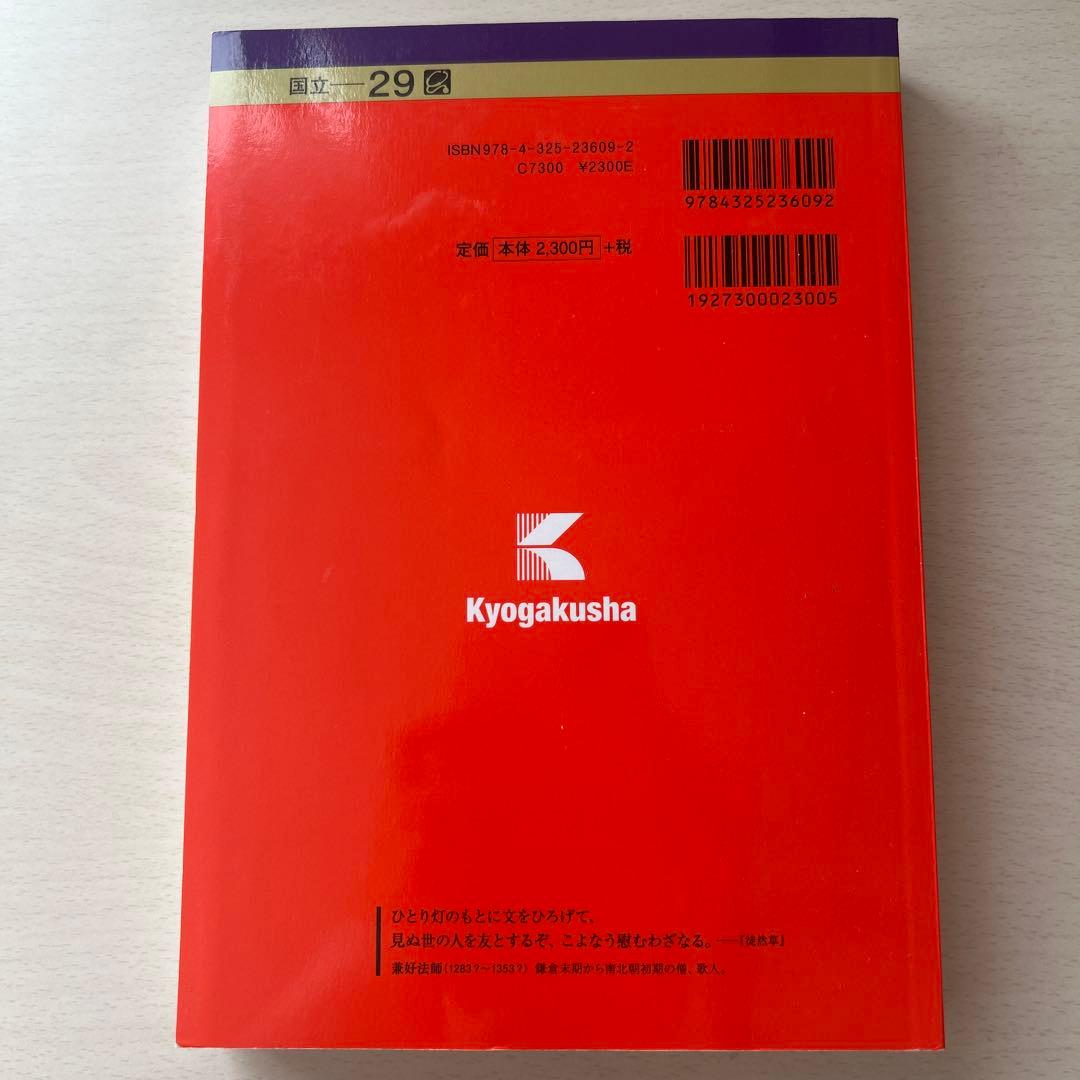 国立──29
ISBN978-4-325-23609-2
C7300 ¥2300E
9784325236092
定価 本体 2,300円 +税
1927300023005
Kyogakusha
ひとり灯のもとに文をひろげて、
見ぬ世の人を友とするぞ、こよなう慰むわざなる。──『徒然草』
兼好法師(1283?〜1353?) 鎌倉末期から南北朝初期の僧、歌人。